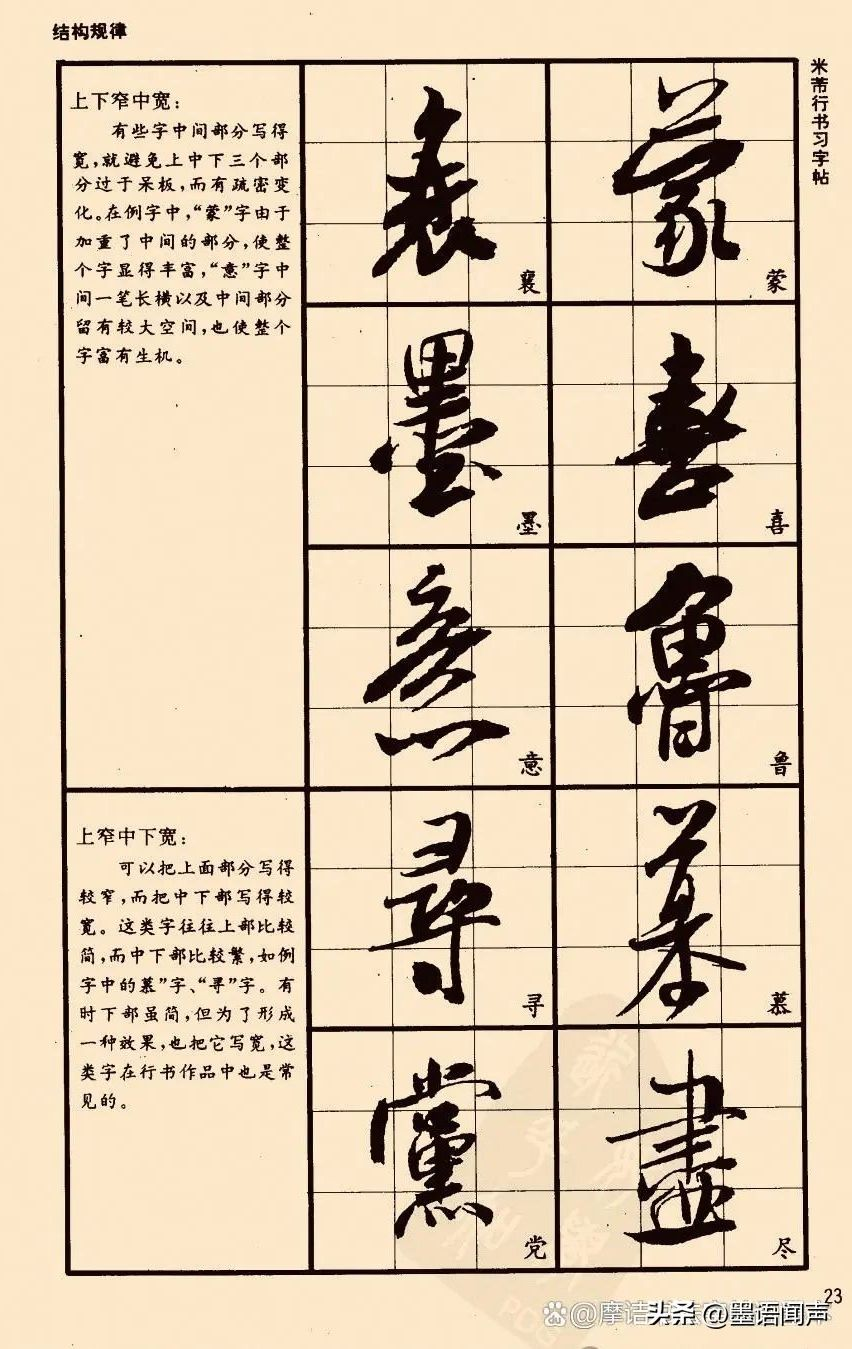 结构规律
米芾行书习字帖
上下窄中宽：
有些字中间部分写得
宽，就避免上中下三个部
分过于呆板，而有疏密变
化。在例字中，“蒙”字由于
加重了中间的部分，使整
个字显得丰富，“意”字中
间一笔长横以及中间部分
留有较大空间，也使整个
字富有生机。
蒙
襄
喜
墨
鲁
意
上窄中下宽：
可以把上面部分写得
较窄，而把中下部写得较
宽。这类字往往上部比较
简，而中下部比较繁，如例
字中的慕”字、“寻”字。有
时下部虽简，但为了形成
一种效果，也把它写宽，这
类字在行书作品中也是常
见的。
慕
寻
尽
党
23
头条 @墨语闻声